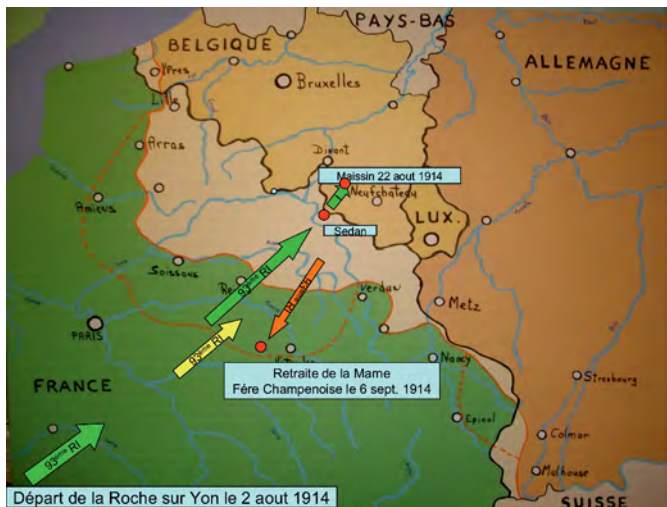 PAYS-BAS
BELGIQUE
ALLEMAGNE
Ypres
Bruxelles
Lille
Arras
Dinant
Maissin 22 aout 1914
Neufchateau
Amiens
LUX.
Sedan
Soissons
93ème RI
93ème RI
Verdun
Metz
PARIS
93ème RI
Nancy
Retraite de la Marne
Fére Champenoise le 6 sept. 1914
FRANCE
Strasbourg
Epinal
Colmar
93ème RI
Mulhouse
Départ de la Roche sur Yon le 2 aout 1914
SUISSE